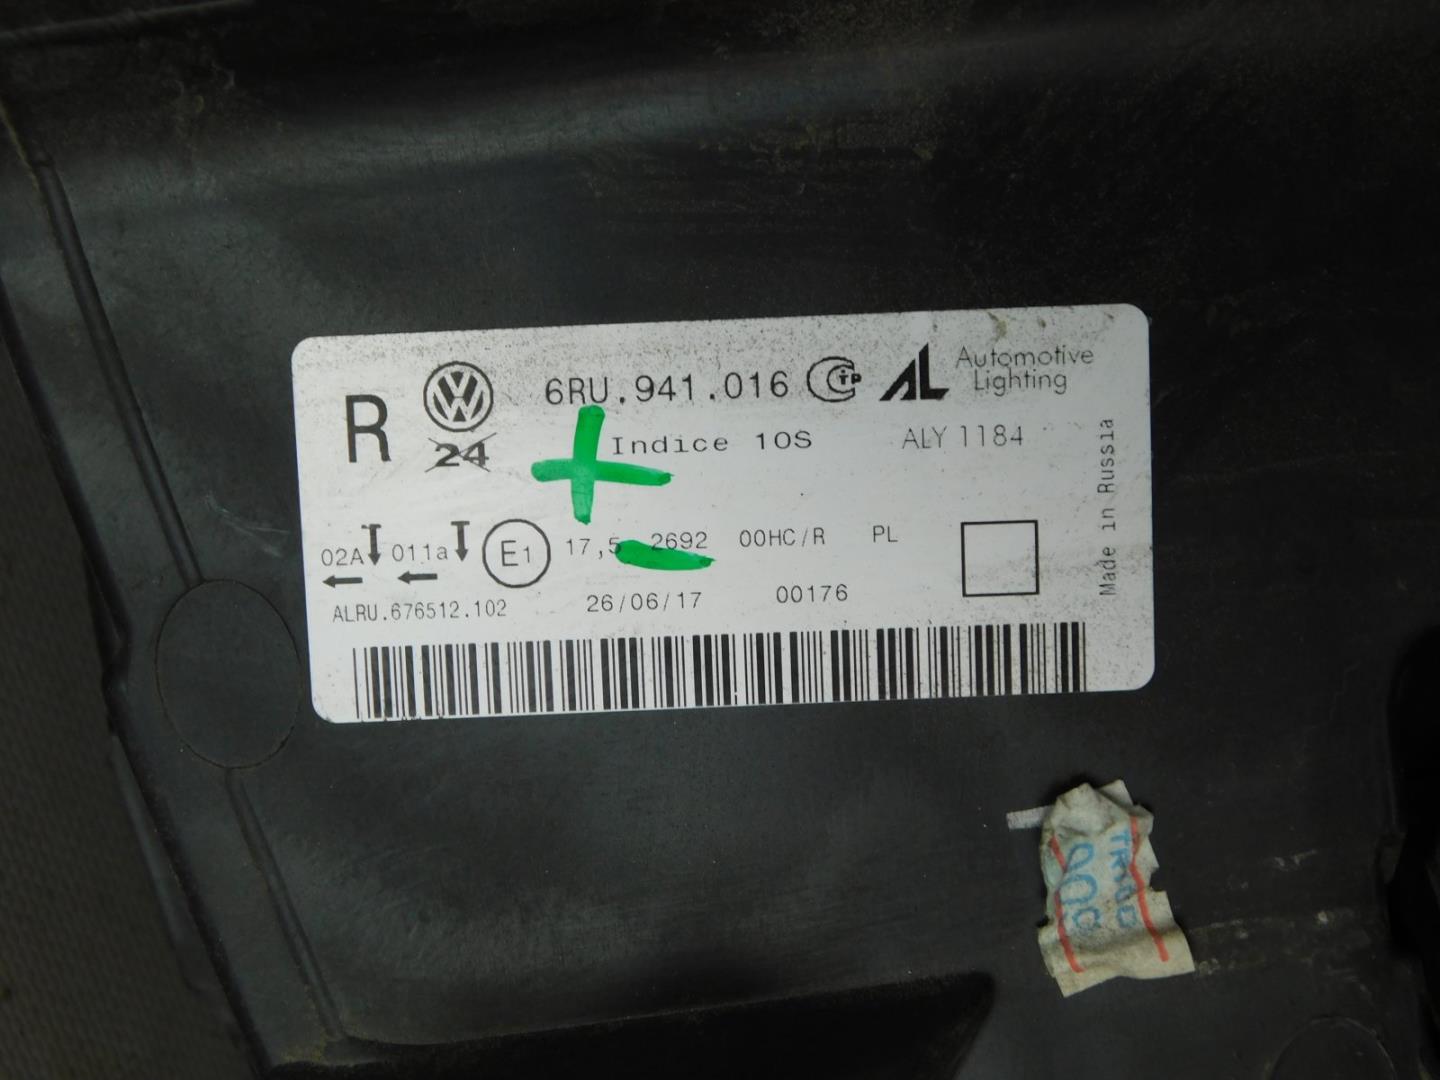 R 6RU.941.016 Automotive
Lighting
24 Indice 10S ALY 1184
02A 011a E1 17,5 2692 00HC/R PL
ALRU.676512.102 26/06/17 00176
Made in Russia